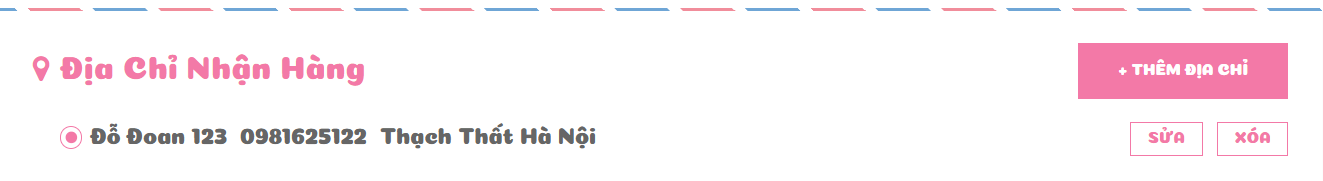 Địa Chỉ Nhận Hàng
+ THÊM ĐỊA CHỈ
Đỗ Đoan 123 0981625122 Thạch Thất Hà Nội
SỬA XÓA